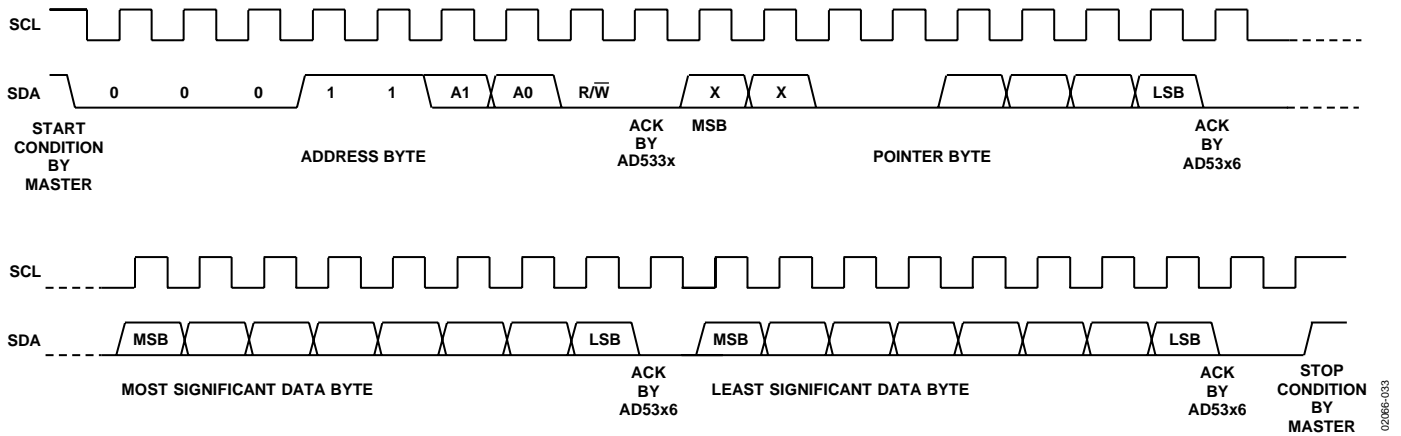 SCL
SDA 0 0 0 1 1 A1 A0 R/W̅ X X LSB
START
CONDITION
BY
MASTER
ADDRESS BYTE
ACK
BY
AD533x
MSB
POINTER BYTE
ACK
BY
AD53x6
SCL
SDA MSB LSB MSB LSB
MOST SIGNIFICANT DATA BYTE
ACK
BY
AD53x6
LEAST SIGNIFICANT DATA BYTE
ACK
BY
AD53x6
STOP
CONDITION
BY
MASTER
02066-033